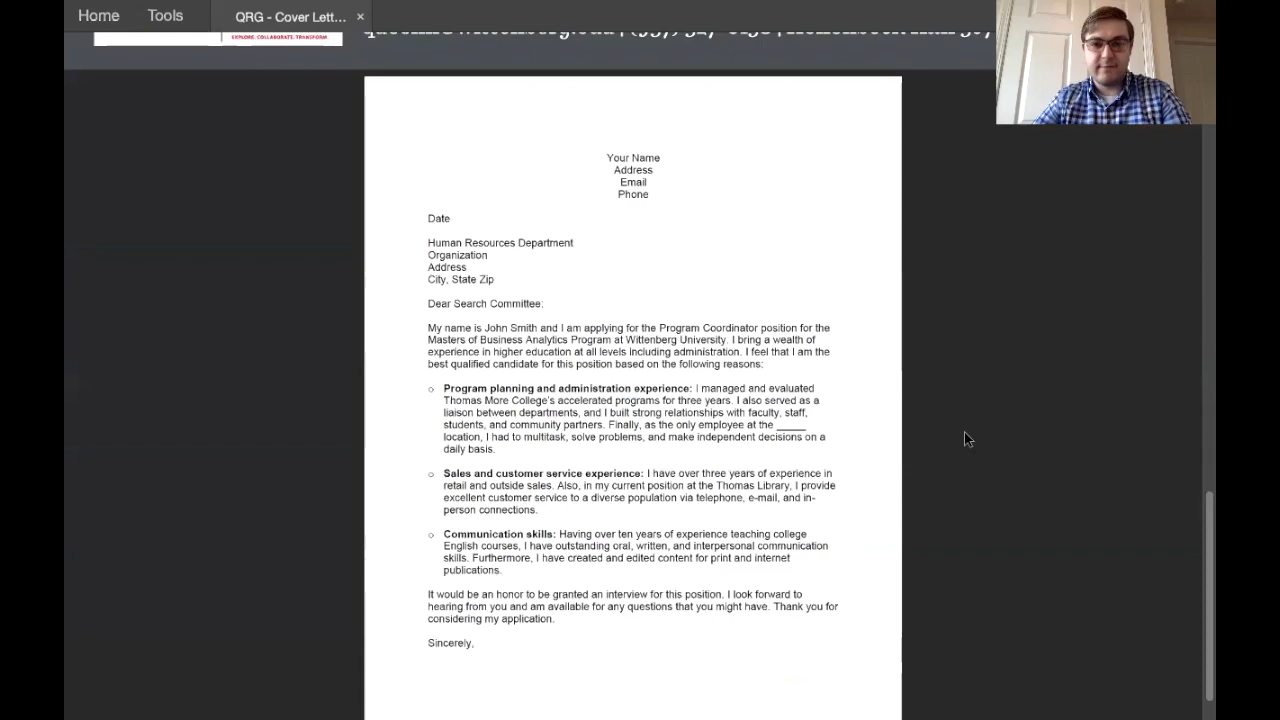 Home
Tools
QRG - Cover Lett... ×
EXPLORE. COLLABORATE. TRANSFORM
Your Name
Address
Email
Phone
Date
Human Resources Department
Organization
Address
City, State Zip
Dear Search Committee:
My name is John Smith and I am applying for the Program Coordinator position for the
Masters of Business Analytics Program at Wittenberg University. I bring a wealth of
experience in higher education at all levels including administration. I feel that I am the
best qualified candidate for this position based on the following reasons:
○ Program planning and administration experience: I managed and evaluated
Thomas More College's accelerated programs for three years. I also served as a
liaison between departments, and I built strong relationships with faculty, staff,
students, and community partners. Finally, as the only employee at the _____
location, I had to multitask, solve problems, and make independent decisions on a
daily basis.
○ Sales and customer service experience: I have over three years of experience in
retail and outside sales. Also, in my current position at the Thomas Library, I provide
excellent customer service to a diverse population via telephone, e-mail, and in-
person connections.
○ Communication skills: Having over ten years of experience teaching college
English courses, I have outstanding oral, written, and interpersonal communication
skills. Furthermore, I have created and edited content for print and internet
publications.
It would be an honor to be granted an interview for this position. I look forward to
hearing from you and am available for any questions that you might have. Thank you for
considering my application.
Sincerely,